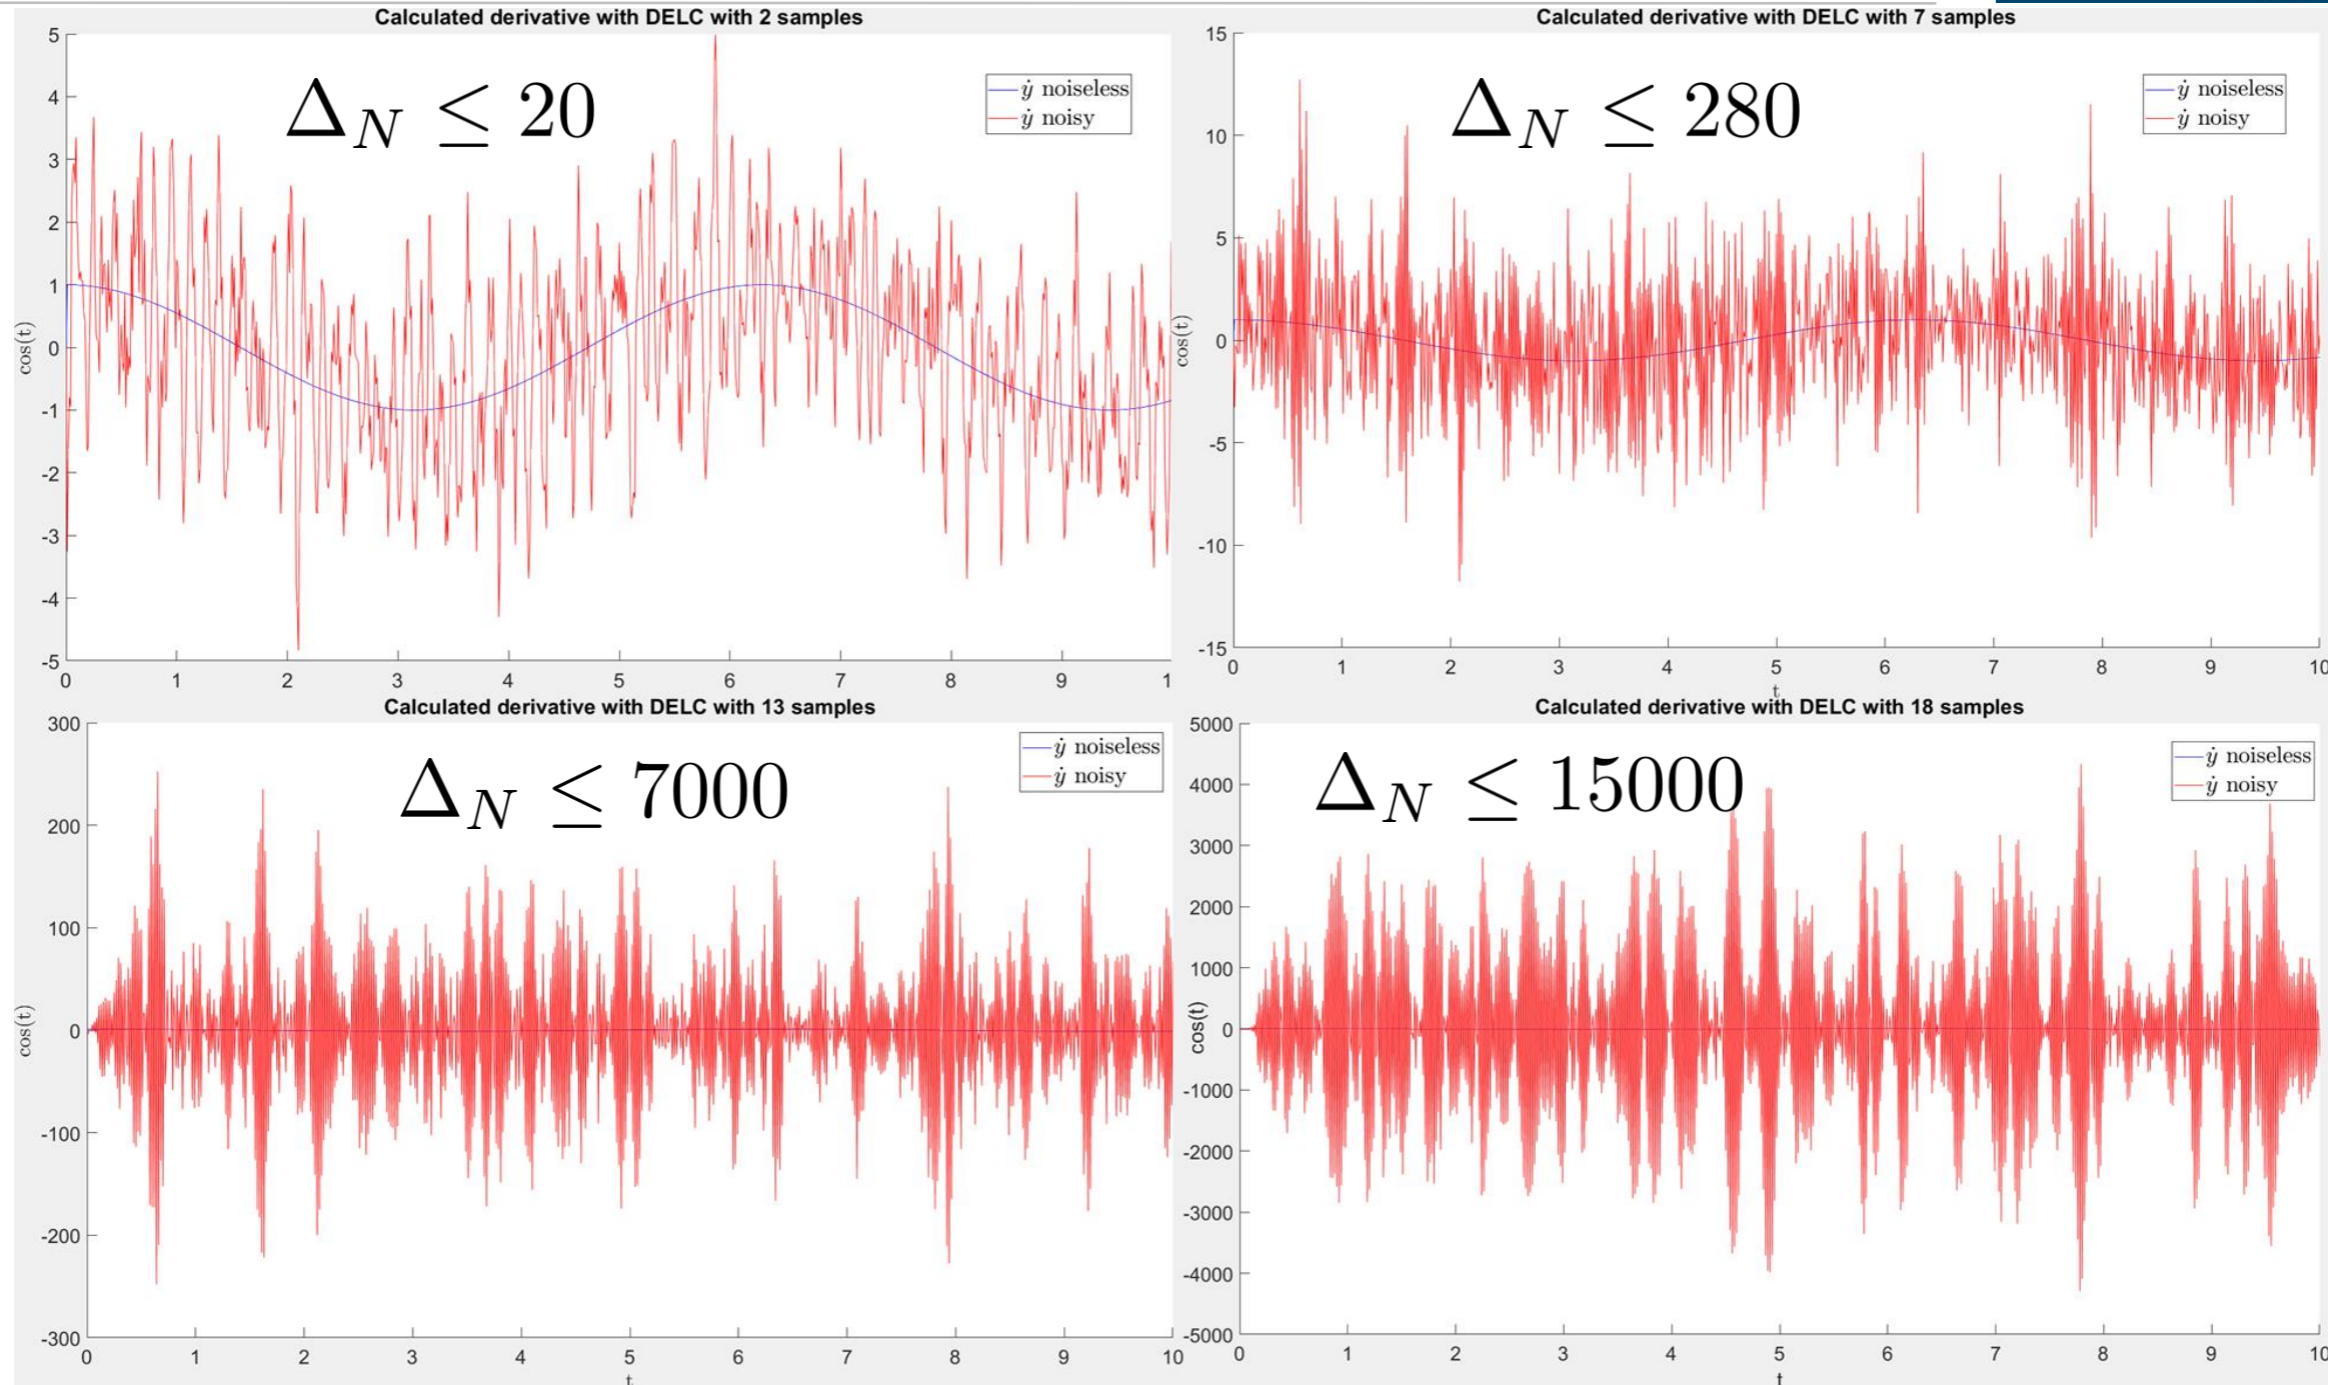 Calculated derivative with DELC with 2 samples
5
4
3
2
1
0
-1
-2
-3
-4
-5
cos(t)
Δ_N ≤ 20
ẏ noiseless
ẏ noisy
0 1 2 3 4 5 6 7 8 9 1
Calculated derivative with DELC with 7 samples
15
10
5
0
-5
-10
-15
cos(t)
Δ_N ≤ 280
ẏ noiseless
ẏ noisy
0 1 2 3 4 5 6 7 8 9 10
t
Calculated derivative with DELC with 13 samples
300
200
100
0
-100
-200
-300
cos(t)
Δ_N ≤ 7000
ẏ noiseless
ẏ noisy
0 1 2 3 4 5 6 7 8 9 10
t
Calculated derivative with DELC with 18 samples
5000
4000
3000
2000
1000
0
-1000
-2000
-3000
-4000
-5000
cos(t)
Δ_N ≤ 15000
ẏ noiseless
ẏ noisy
0 1 2 3 4 5 6 7 8 9 10
t